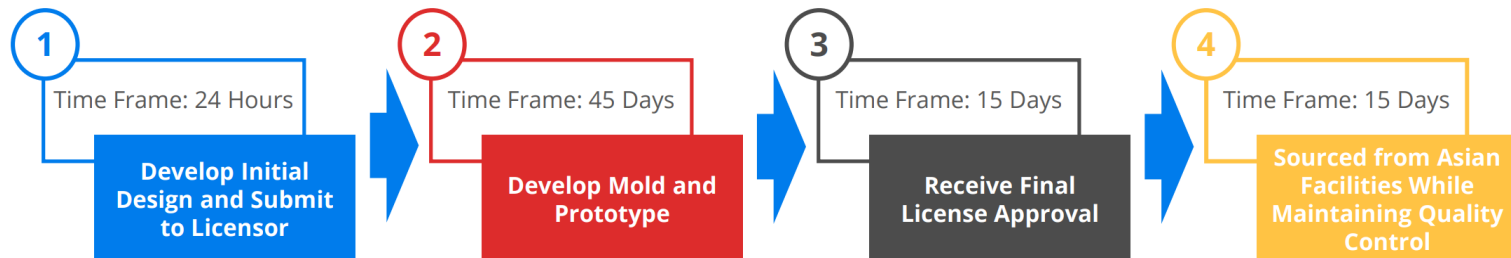 1
Time Frame: 24 Hours
Develop Initial
Design and Submit
to Licensor
2
Time Frame: 45 Days
Develop Mold and
Prototype
3
Time Frame: 15 Days
Receive Final
License Approval
4
Time Frame: 15 Days
Sourced from Asian
Facilities While
Maintaining Quality
Control